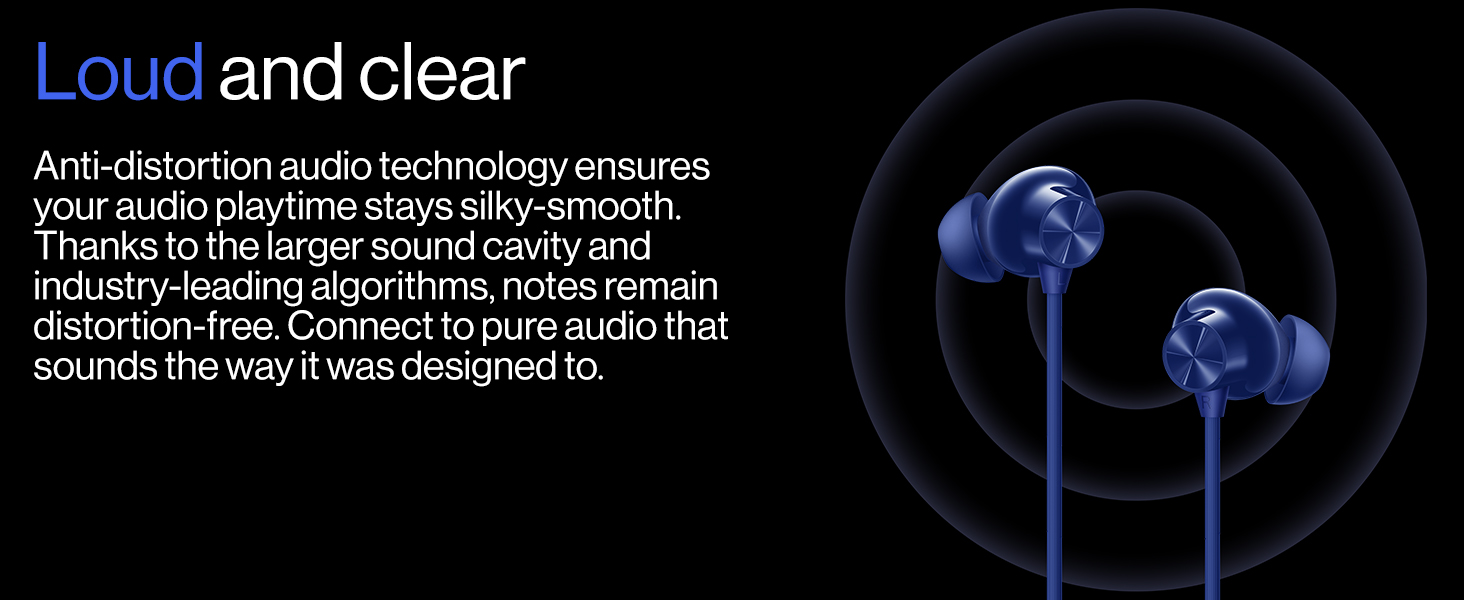 Loud and clear
Anti-distortion audio technology ensures
your audio playtime stays silky-smooth.
Thanks to the larger sound cavity and
industry-leading algorithms, notes remain
distortion-free. Connect to pure audio that
sounds the way it was designed to.
L
R